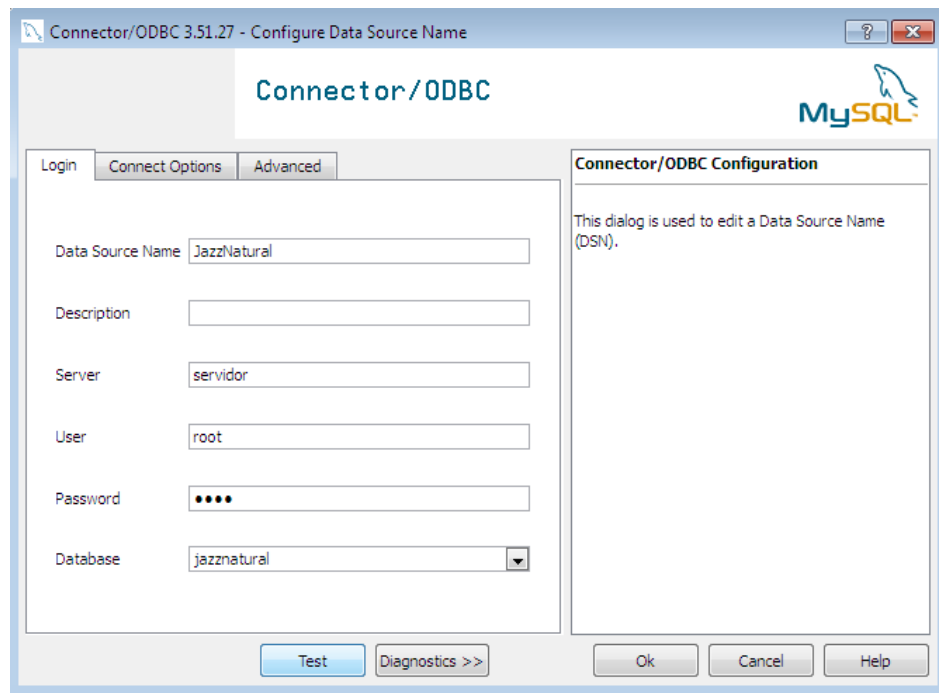 Connector/ODBC 3.51.27 - Configure Data Source Name
Connector/ODBC
MySQL
Login
Connect Options
Advanced
Data Source Name JazzNatural
Description
Server servidor
User root
Password ••••
Database jazznatural
Connector/ODBC Configuration
This dialog is used to edit a Data Source Name
(DSN).
Test
Diagnostics >>
Ok
Cancel
Help